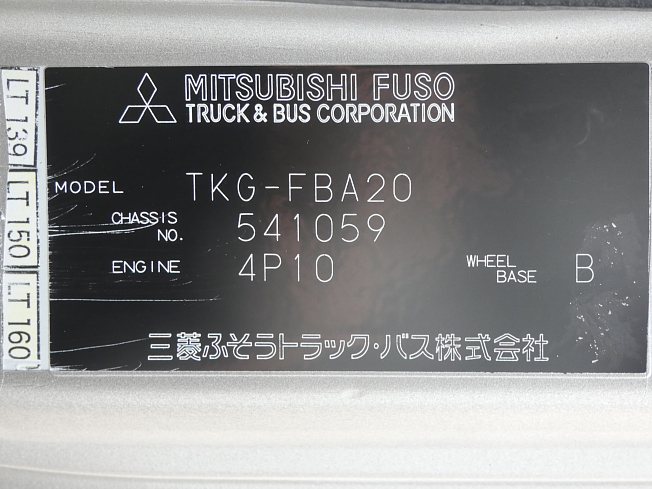 MITSUBISHI FUSO
TRUCK & BUS CORPORATION
MODEL TKG-FBA20
CHASSIS NO. 541059
ENGINE 4P10 WHEEL BASE B
三菱ふそうトラック・バス株式会社
LT 139
LT 150
LT 160